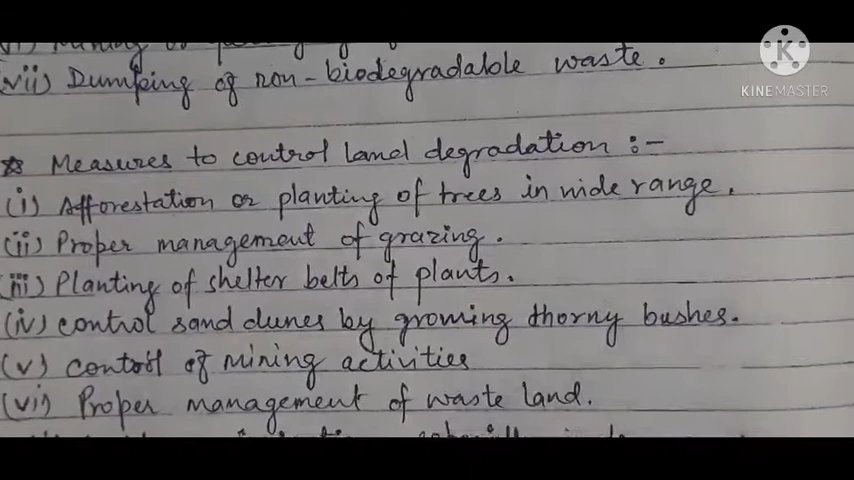 KINEMASTER
vii) Dumping of non-biodegradable waste.
Measures to control land degradation :-
(i) Afforestation or planting of trees in wide range.
(ii) Proper management of grazing.
(iii) Planting of shelter belts of plants.
(iv) control sand dunes by growing thorny bushes.
(v) control of mining activities
(vi) Proper management of waste land.